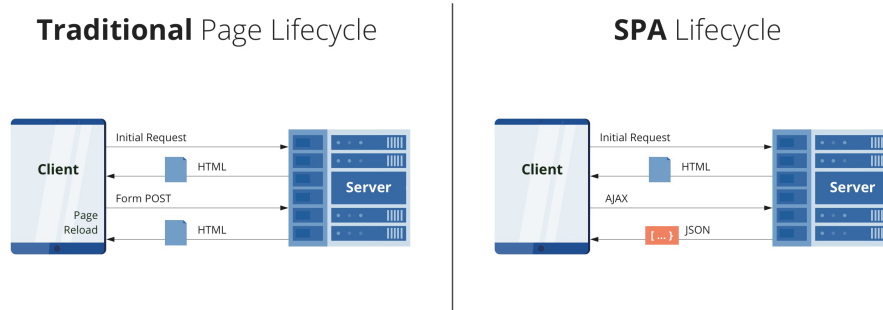 Traditional Page Lifecycle
Initial Request
HTML
Client
Server
Form POST
Page
Reload
HTML
SPA Lifecycle
Initial Request
HTML
Client
Server
AJAX
{ ... }
JSON